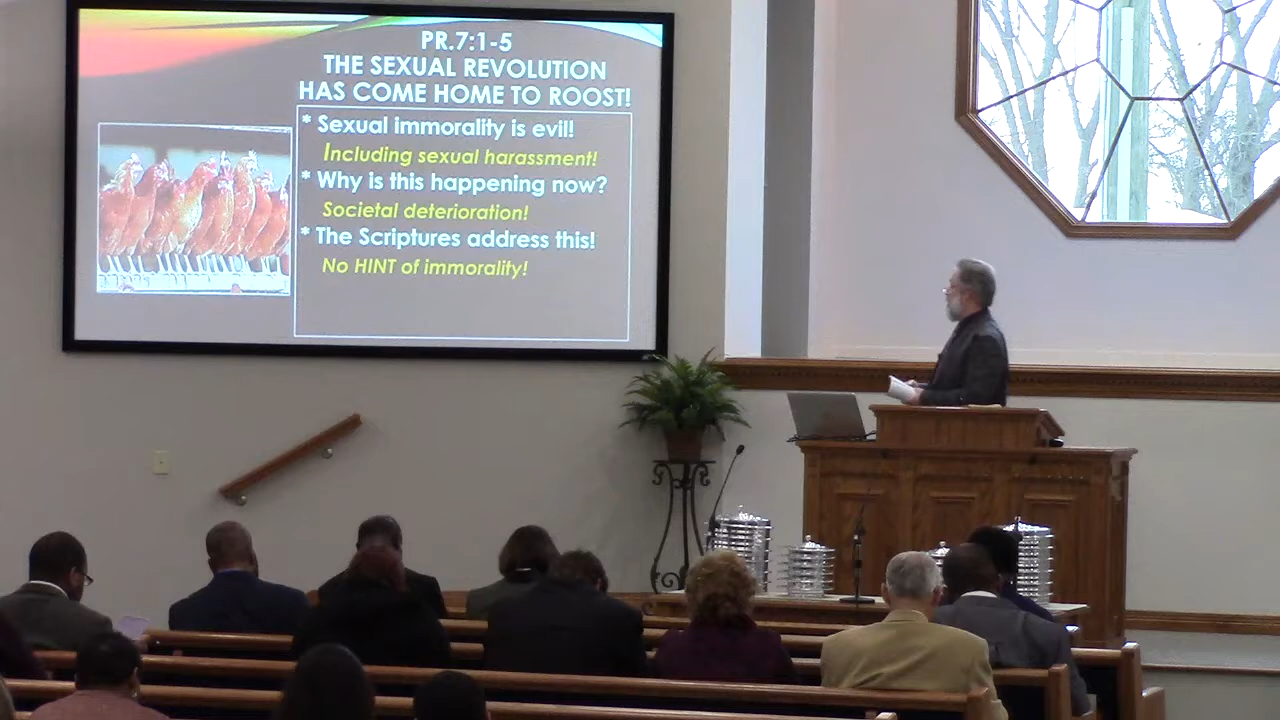 PR.7:1-5
THE SEXUAL REVOLUTION
HAS COME HOME TO ROOST!
* Sexual immorality is evil!
Including sexual harassment!
* Why is this happening now?
Societal deterioration!
* The Scriptures address this!
No HINT of immorality!